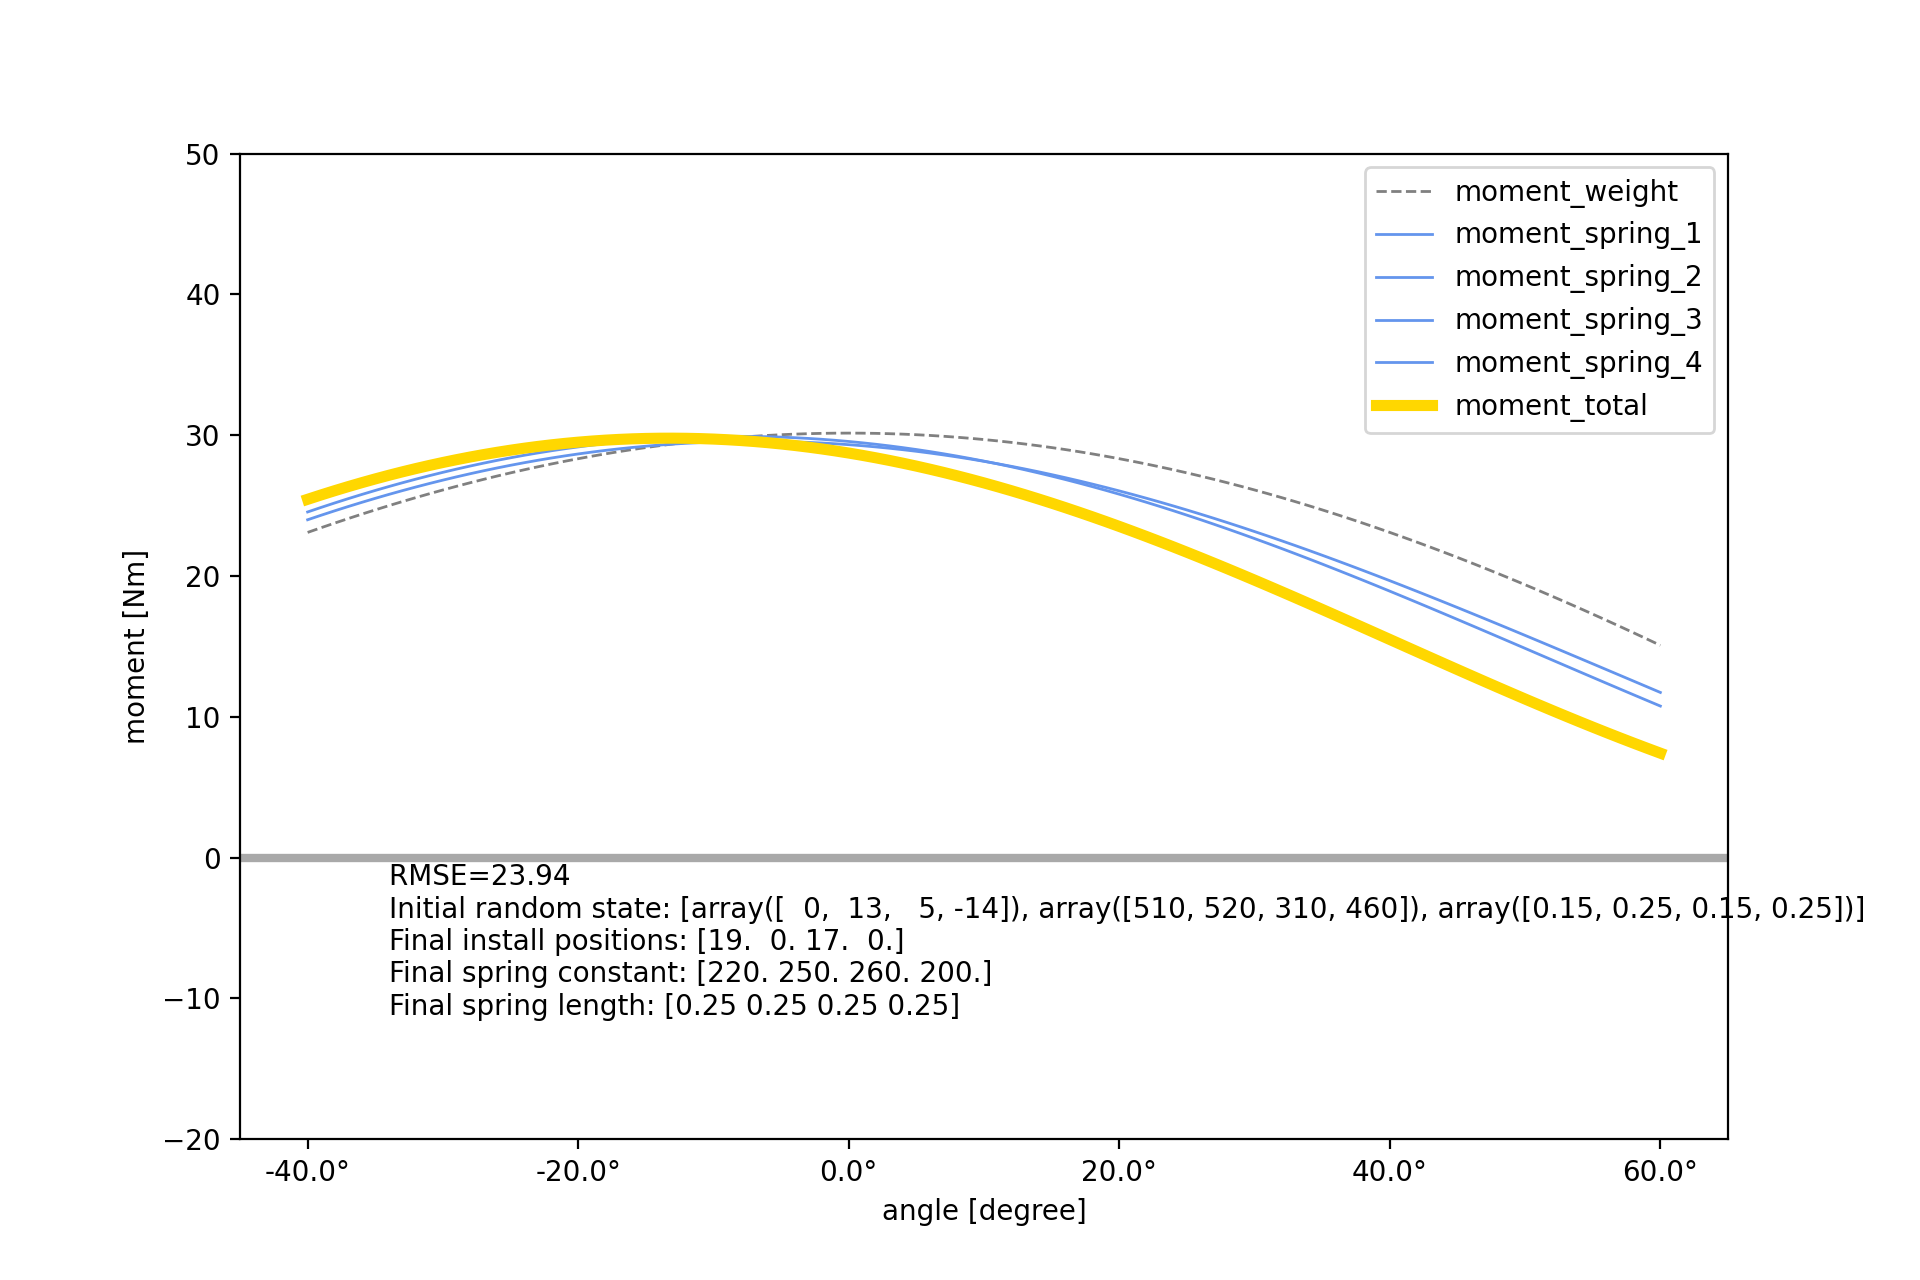 50
40
30
20
10
0
−10
−20
moment [Nm]
moment_weight
moment_spring_1
moment_spring_2
moment_spring_3
moment_spring_4
moment_total
RMSE=23.94
Initial random state: [array([  0,  13,   5, -14]), array([510, 520, 310, 460]), array([0.15, 0.25, 0.15, 0.25])]
Final install positions: [19.  0. 17.  0.]
Final spring constant: [220. 250. 260. 200.]
Final spring length: [0.25 0.25 0.25 0.25]
-40.0° -20.0° 0.0° 20.0° 40.0° 60.0°
angle [degree]